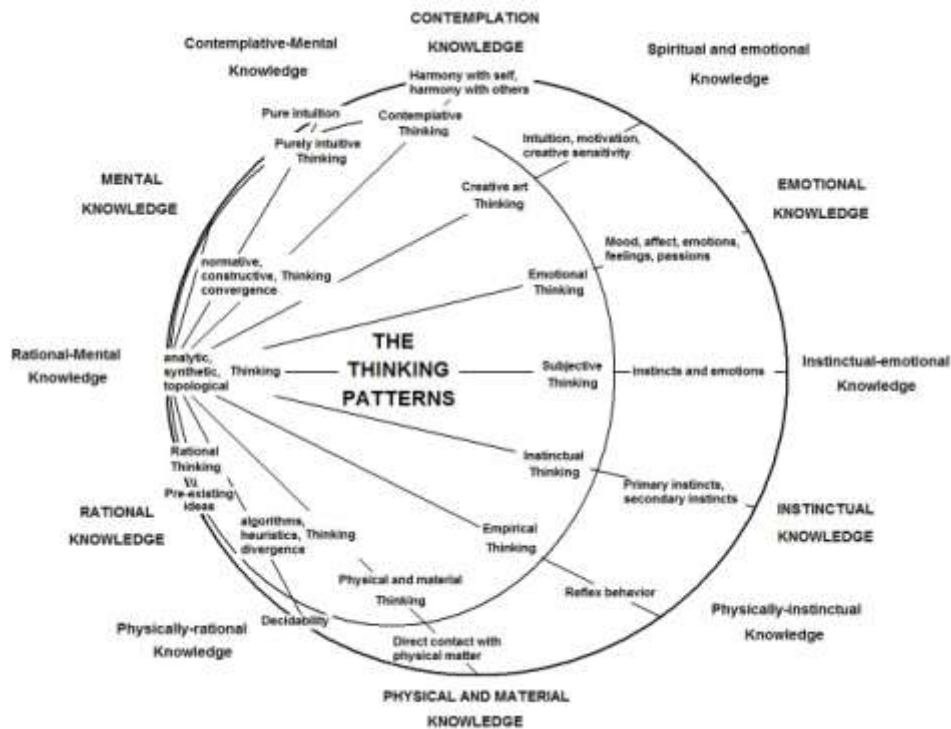 CONTEMPLATION
KNOWLEDGE
Contemplative-Mental
Knowledge
Spiritual and emotional
Knowledge
Harmony with self,
harmony with others
Pure intuition
Contemplative
Thinking
Purely intuitive
Thinking
Intuition, motivation,
creative sensitivity
MENTAL
KNOWLEDGE
Creative art
Thinking
EMOTIONAL
KNOWLEDGE
Mood, affect, emotions,
feelings, passions
normative,
constructive, Thinking
convergence
Emotional
Thinking
Rational-Mental
Knowledge
analytic,
synthetic, Thinking
topological
THE
THINKING
PATTERNS
Subjective
Thinking
Instincts and emotions
Instinctual-emotional
Knowledge
Rational
Thinking
Instinctual
Thinking
Primary instincts,
secondary instincts
Pre-existing
ideas
RATIONAL
KNOWLEDGE
INSTINCTUAL
KNOWLEDGE
algorithms,
heuristics, Thinking
divergence
Empirical
Thinking
Physical and material
Thinking
Reflex behavior
Decidability
Physically-rational
Knowledge
Physically-instinctual
Knowledge
Direct contact with
physical matter
PHYSICAL AND MATERIAL
KNOWLEDGE